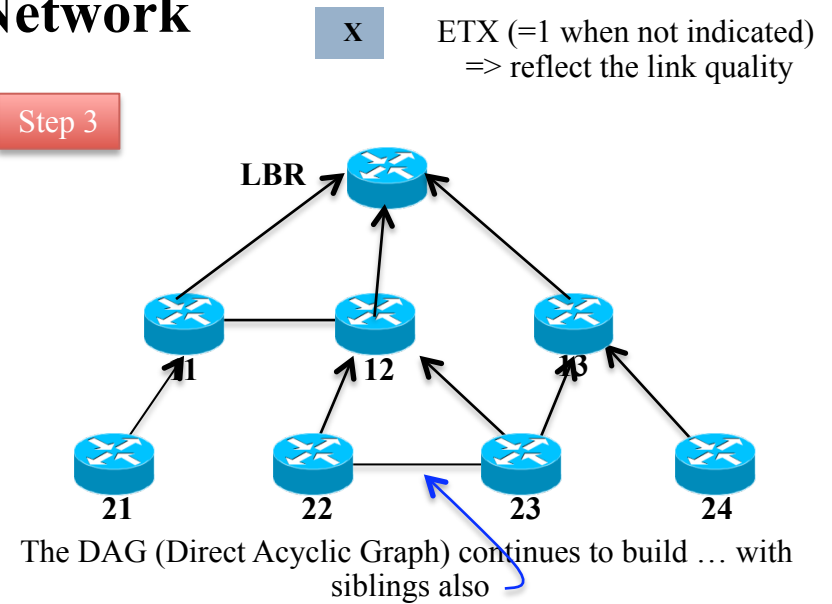 Network
X
ETX (=1 when not indicated)
=> reflect the link quality
Step 3
LBR
11
12
13
21
22
23
24
The DAG (Direct Acyclic Graph) continues to build … with
siblings also